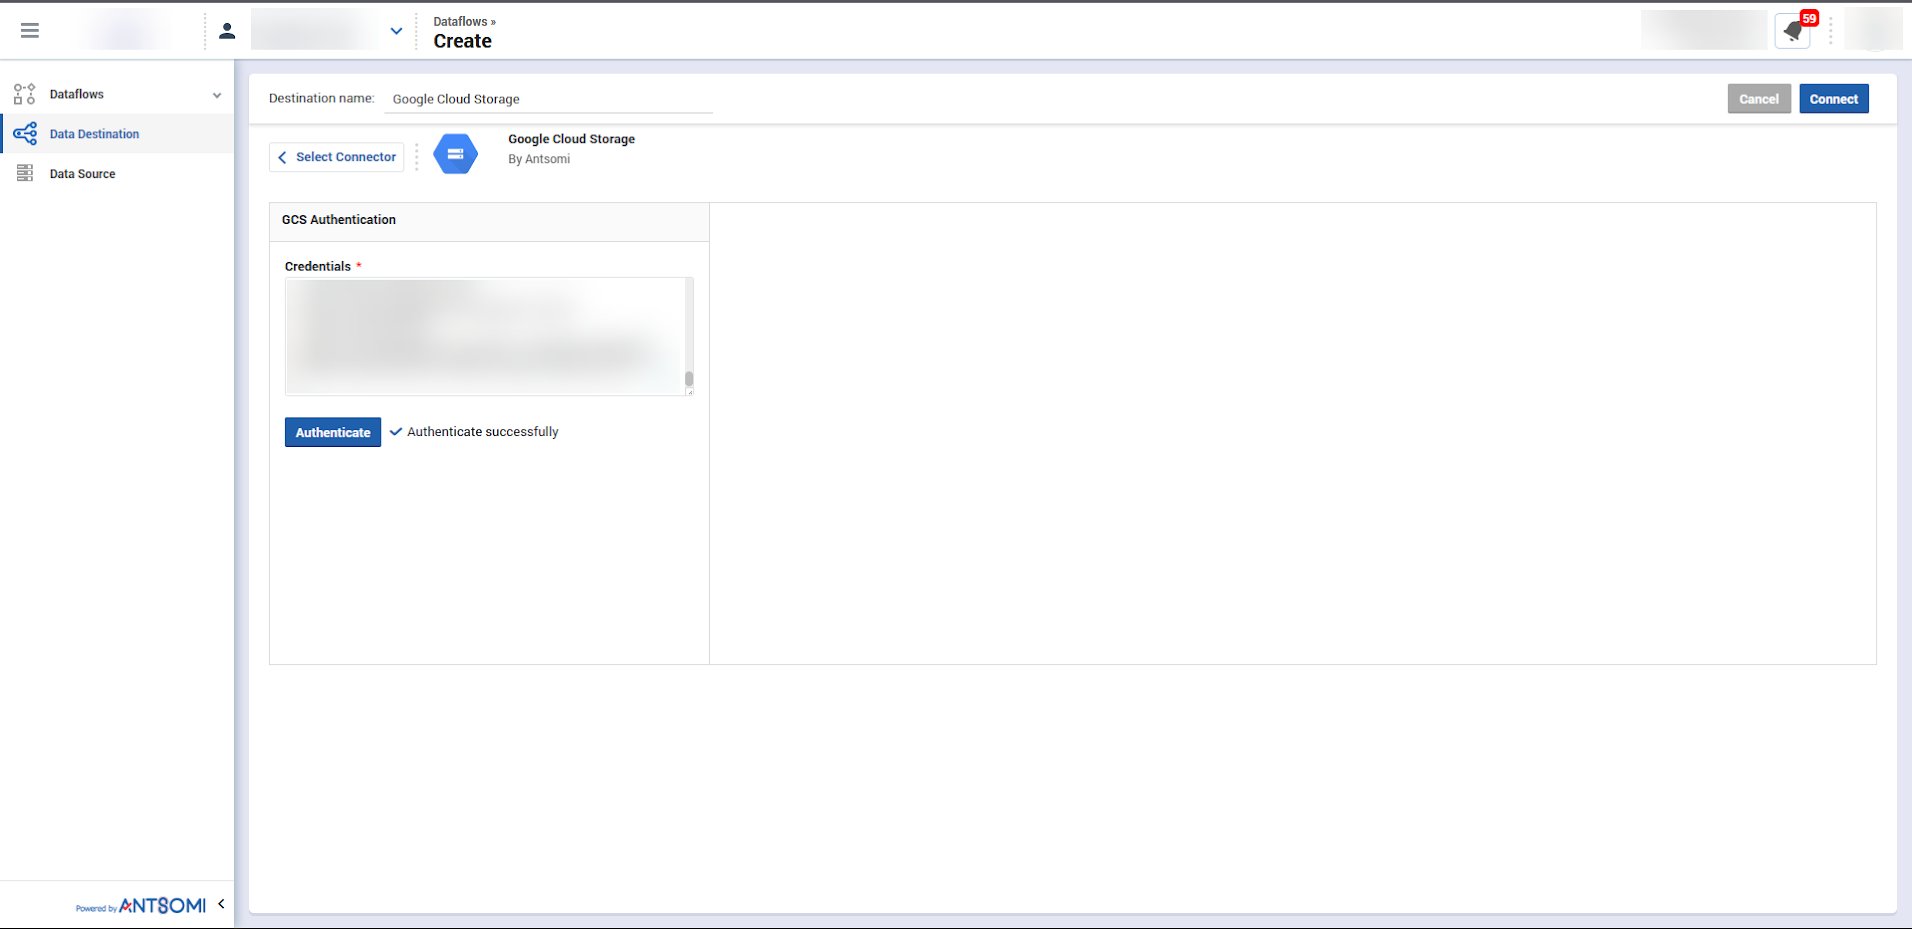 Dataflows »
Create
59
Dataflows
Data Destination
Data Source
Destination name: Google Cloud Storage
Cancel
Connect
Select Connector
Google Cloud Storage
By Antsomi
GCS Authentication
Credentials *
Authenticate
Authenticate successfully
Powered by ANTSOMI